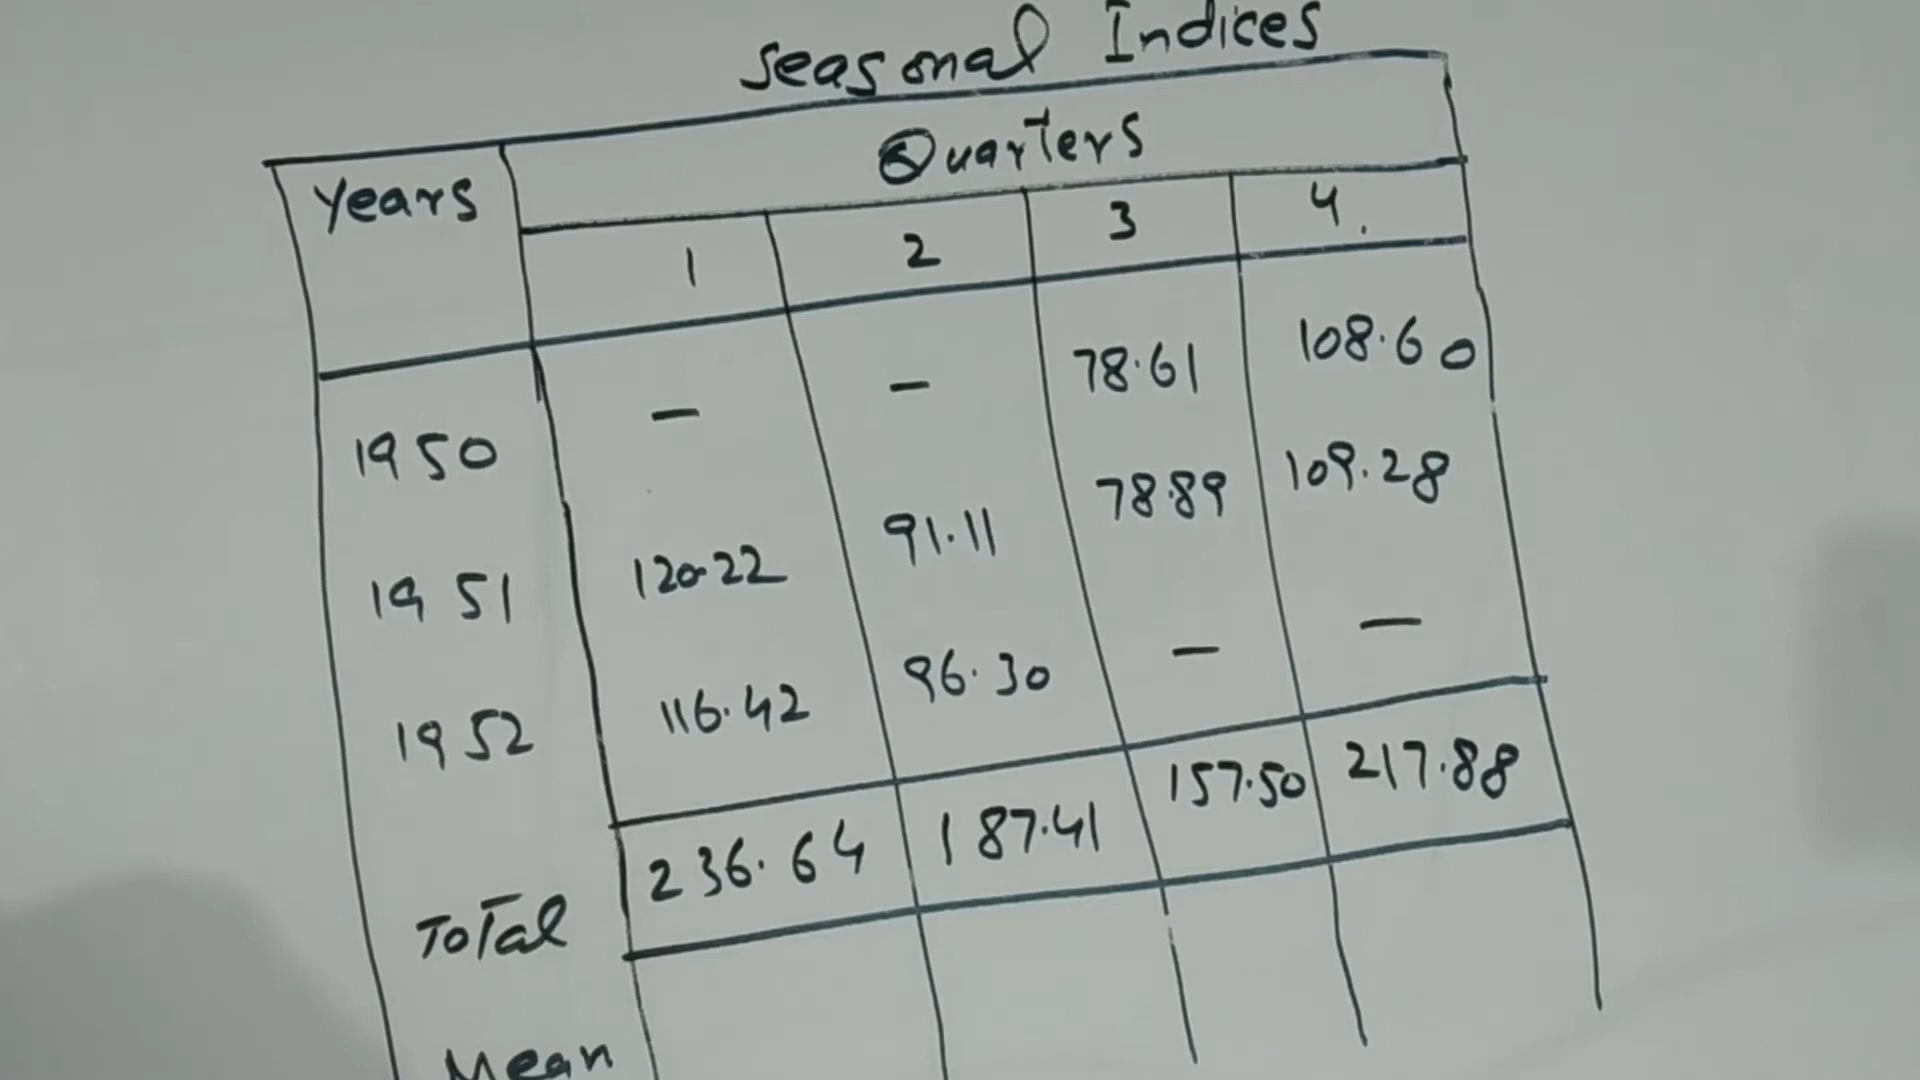 Seasonal Indices
Years Quarters
1 2 3 4.
1950 - - 78.61 108.60
1951 120.22 91.11 78.89 109.28
1952 116.42 96.30 - -
Total 236.64 187.41 157.50 217.88
Mean